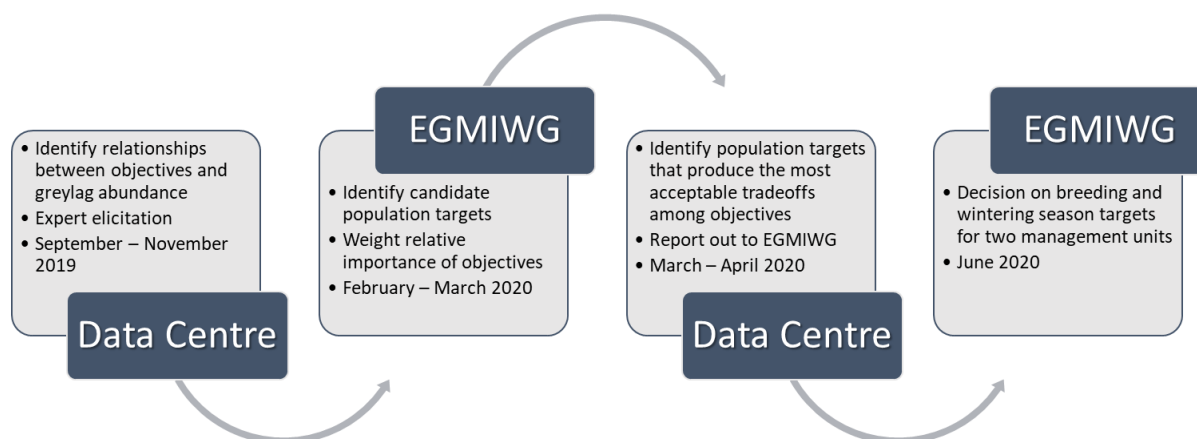 • Identify relationships
between objectives and
greylag abundance
• Expert elicitation
• September – November
2019
Data Centre
EGMIWG
• Identify candidate
population targets
• Weight relative
importance of objectives
• February – March 2020
• Identify population targets
that produce the most
acceptable tradeoffs
among objectives
• Report out to EGMIWG
• March – April 2020
Data Centre
EGMIWG
• Decision on breeding and
wintering season targets
for two management units
• June 2020